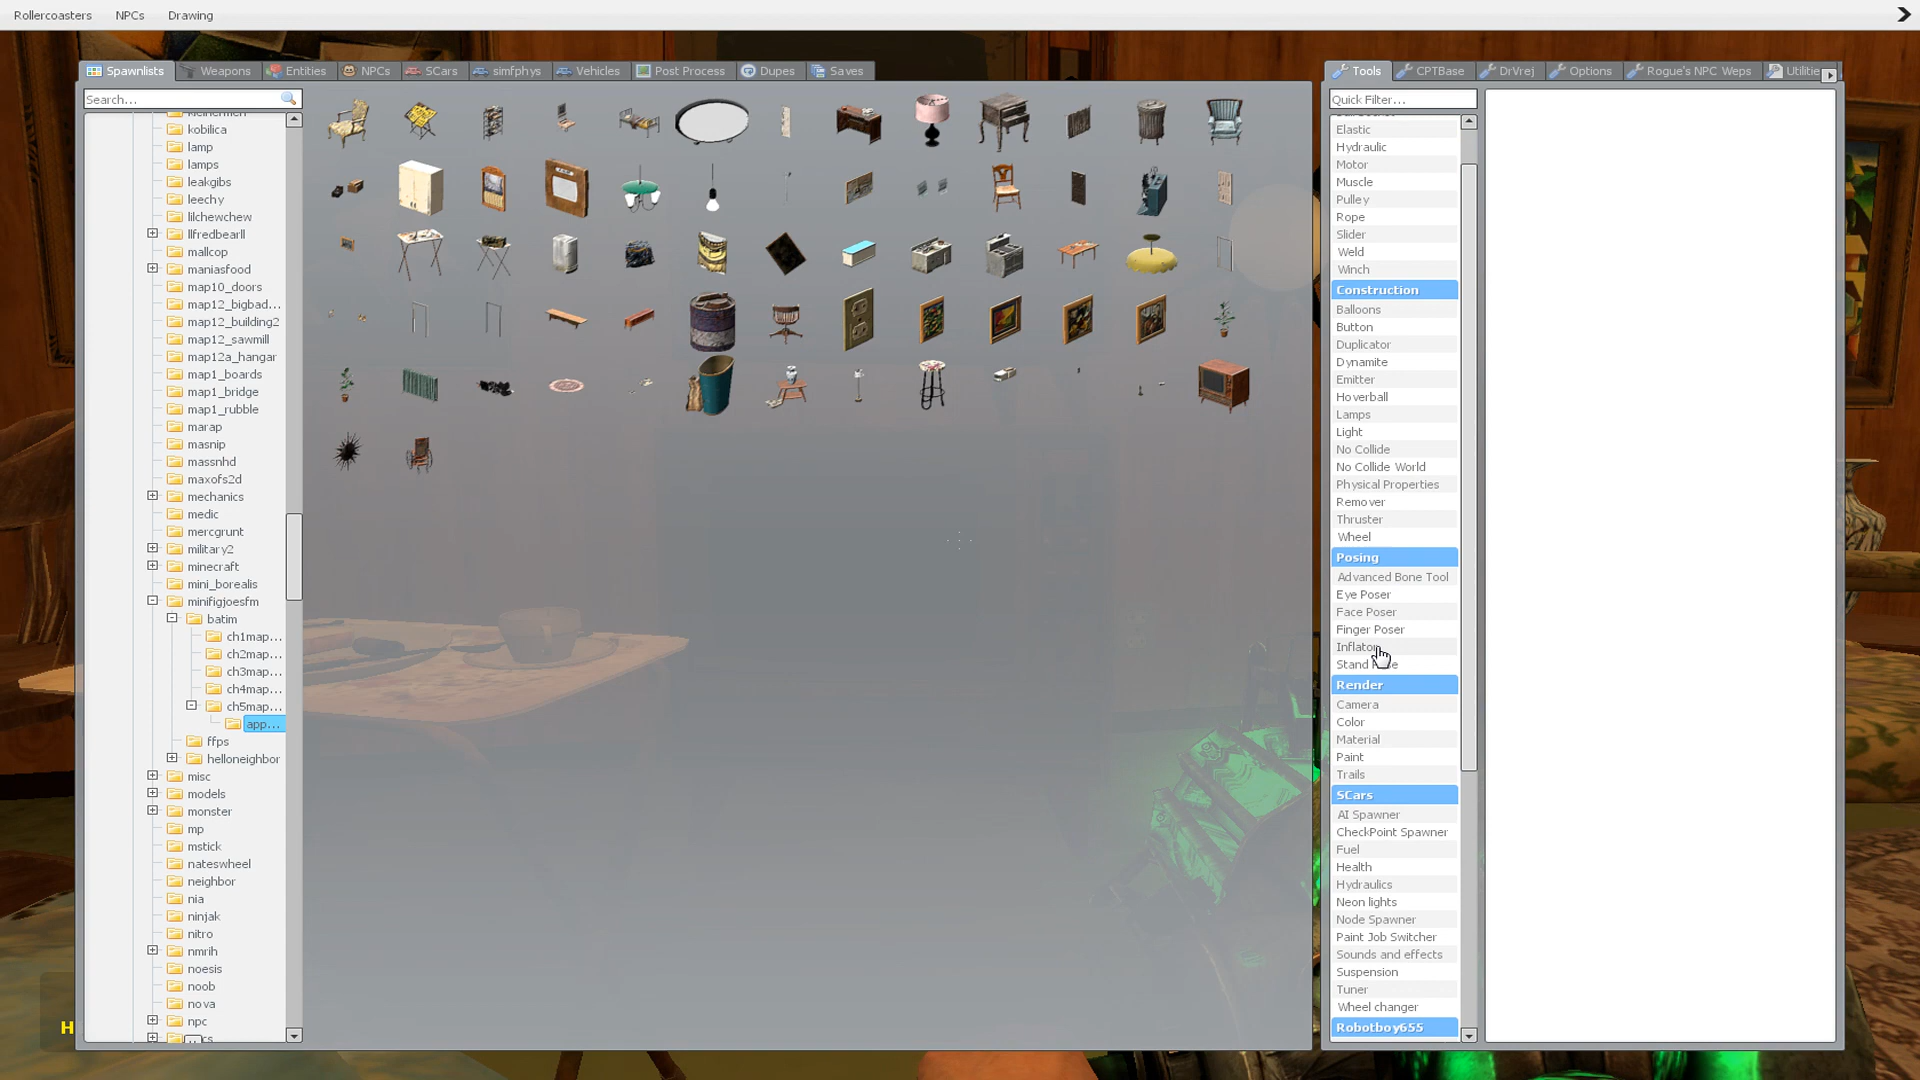 Rollercoasters NPCs Drawing
Spawnlists Weapons Entities NPCs SCars simfphys Vehicles Post Process Dupes Saves
Search...
kobilica
lamp
lamps
leakgibs
leechy
lilchewchew
llfredbearll
mallcop
maniasfood
map10_doors
map12_bigbad...
map12_building2
map12_sawmill
map12a_hangar
map1_boards
map1_bridge
map1_rubble
marap
masnip
massnhd
maxofs2d
mechanics
medic
mercgrunt
military2
minecraft
mini_borealis
minifigjoesfm
batim
ch1map...
ch2map...
ch3map...
ch4map...
ch5map...
app...
ffps
helloneighbor
misc
models
monster
mp
mstick
nateswheel
neighbor
nia
ninjak
nitro
nmrih
noesis
noob
nova
npc
H
Tools CPTBase DrVrej Options Rogue's NPC Weps Utilitie
Quick Filter...
Elastic
Hydraulic
Motor
Muscle
Pulley
Rope
Slider
Weld
Winch
Construction
Balloons
Button
Duplicator
Dynamite
Emitter
Hoverball
Lamps
Light
No Collide
No Collide World
Physical Properties
Remover
Thruster
Wheel
Posing
Advanced Bone Tool
Eye Poser
Face Poser
Finger Poser
Inflator
Stand Pose
Render
Camera
Color
Material
Paint
Trails
SCars
AI Spawner
CheckPoint Spawner
Fuel
Health
Hydraulics
Neon lights
Node Spawner
Paint Job Switcher
Sounds and effects
Suspension
Tuner
Wheel changer
Robotboy655